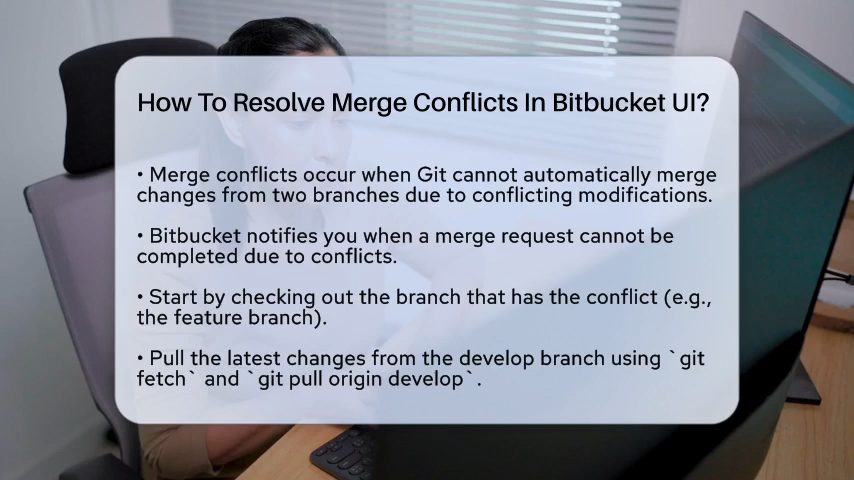 How To Resolve Merge Conflicts In Bitbucket UI?
• Merge conflicts occur when Git cannot automatically merge
changes from two branches due to conflicting modifications.
• Bitbucket notifies you when a merge request cannot be
completed due to conflicts.
• Start by checking out the branch that has the conflict (e.g.,
the feature branch).
• Pull the latest changes from the develop branch using `git
fetch` and `git pull origin develop`.